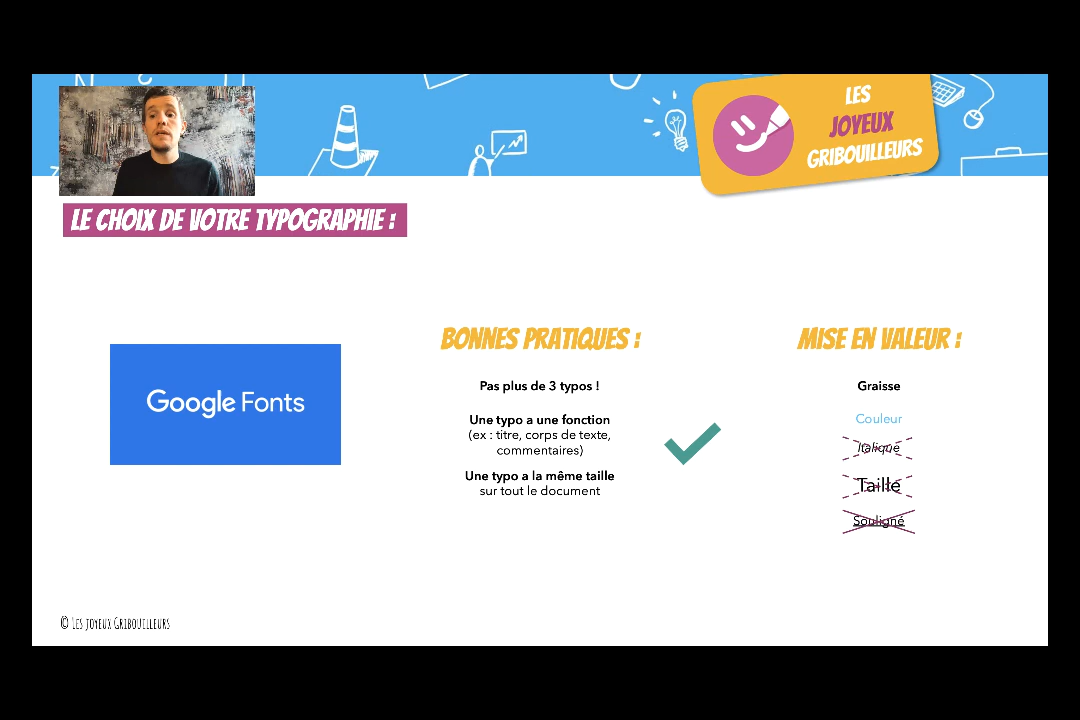 LES
JOYEUX
GRIBOUILLEURS
LE CHOIX DE VOTRE TYPOGRAPHIE :
Google Fonts
BONNES PRATIQUES :
Pas plus de 3 typos !
Une typo a une fonction
(ex : titre, corps de texte,
commentaires)
Une typo a la même taille
sur tout le document
MISE EN VALEUR :
Graisse
Couleur
Italique
Taille
Souligné
© Les joyeux Gribouilleurs